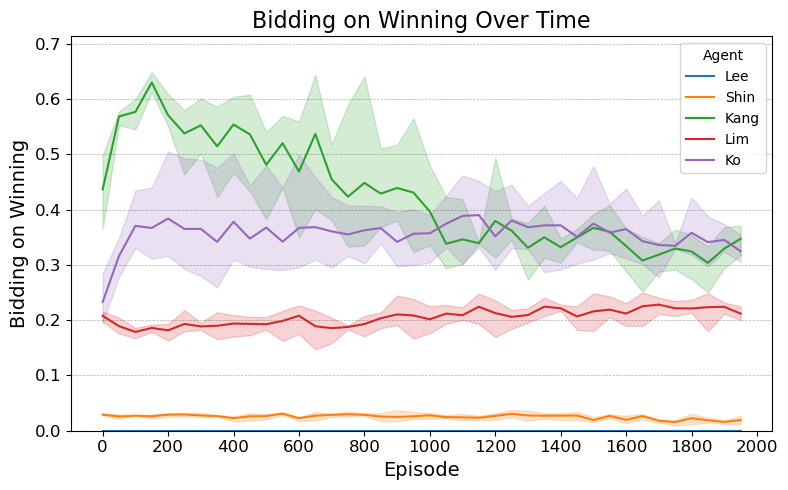 Bidding on Winning Over Time
Bidding on Winning
0.7
0.6
0.5
0.4
0.3
0.2
0.1
0.0
Agent
Lee
Shin
Kang
Lim
Ko
0 200 400 600 800 1000 1200 1400 1600 1800 2000
Episode